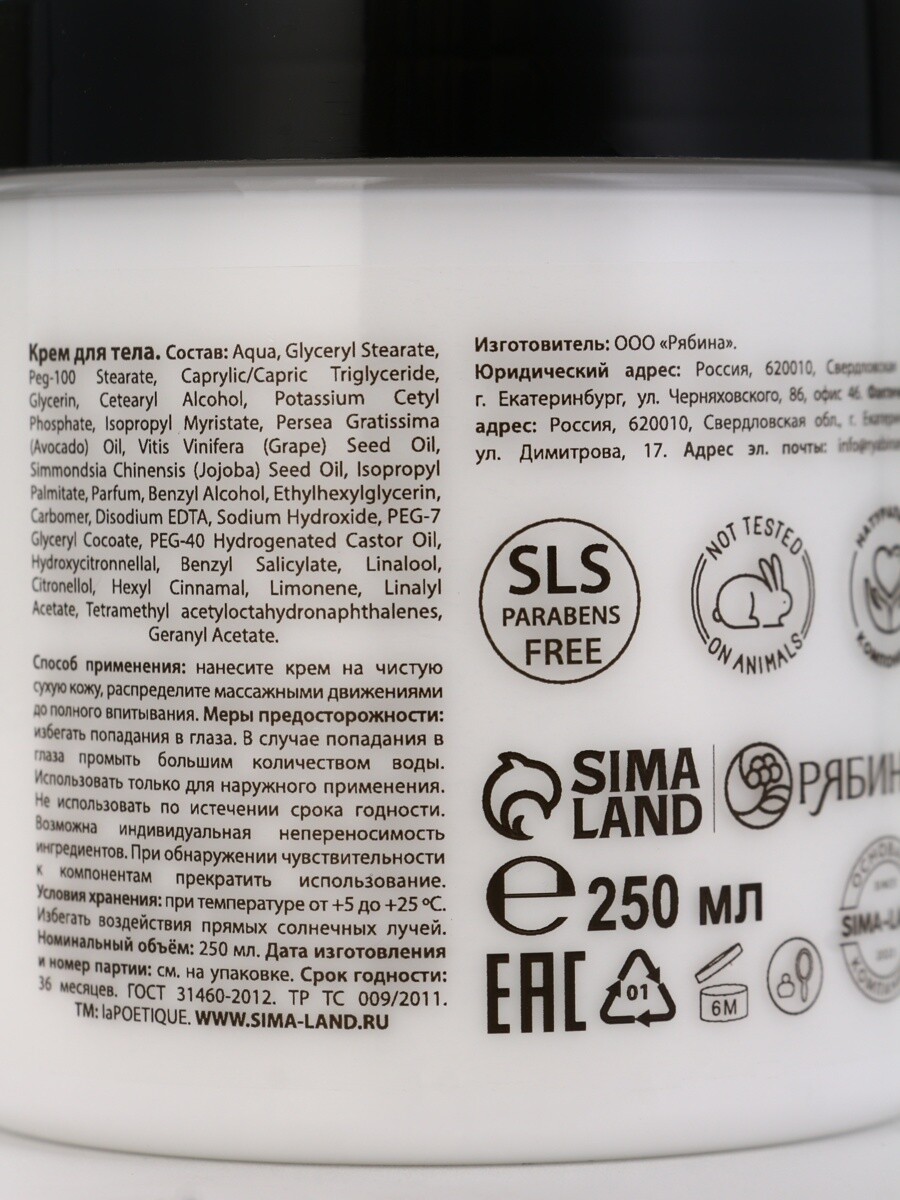 Крем для тела. Состав: Aqua, Glyceryl Stearate,
Peg-100 Stearate, Caprylic/Capric Triglyceride,
Glycerin, Cetearyl Alcohol, Potassium Cetyl
Phosphate, Isopropyl Myristate, Persea Gratissima
(Avocado) Oil, Vitis Vinifera (Grape) Seed Oil,
Simmondsia Chinensis (Jojoba) Seed Oil, Isopropyl
Palmitate, Parfum, Benzyl Alcohol, Ethylhexylglycerin,
Carbomer, Disodium EDTA, Sodium Hydroxide, PEG-7
Glyceryl Cocoate, PEG-40 Hydrogenated Castor Oil,
Hydroxycitronnellal, Benzyl Salicylate, Linalool,
Citronellol, Hexyl Cinnamal, Limonene, Linalyl
Acetate, Tetramethyl acetyloctahydronaphthalenes,
Geranyl Acetate.
Способ применения: нанесите крем на чистую
сухую кожу, распределите массажными движениями
до полного впитывания. Меры предосторожности:
избегать попадания в глаза. В случае попадания в
глаза промыть большим количеством воды.
Использовать только для наружного применения.
Не использовать по истечении срока годности.
Возможна индивидуальная непереносимость
ингредиентов. При обнаружении чувствительности
к компонентам прекратить использование.
Условия хранения: при температуре от +5 до +25 ºС.
Избегать воздействия прямых солнечных лучей.
Номинальный объём: 250 мл. Дата изготовления
и номер партии: см. на упаковке. Срок годности:
36 месяцев. ГОСТ 31460-2012. ТР ТС 009/2011.
ТМ: laPOETIQUE. WWW.SIMA-LAND.RU
Изготовитель: ООО «Рябина».
Юридический адрес: Россия, 620010, Свердловская
г. Екатеринбург, ул. Черняховского, 86, офис 46.
адрес: Россия, 620010, Свердловская обл., г.
ул. Димитрова, 17. Адрес эл. почты:
SLS
PARABENS
FREE
NOT TESTED
ON ANIMALS
SIMA
LAND
РЯБИН
e 250 мл
EAC
01
6M